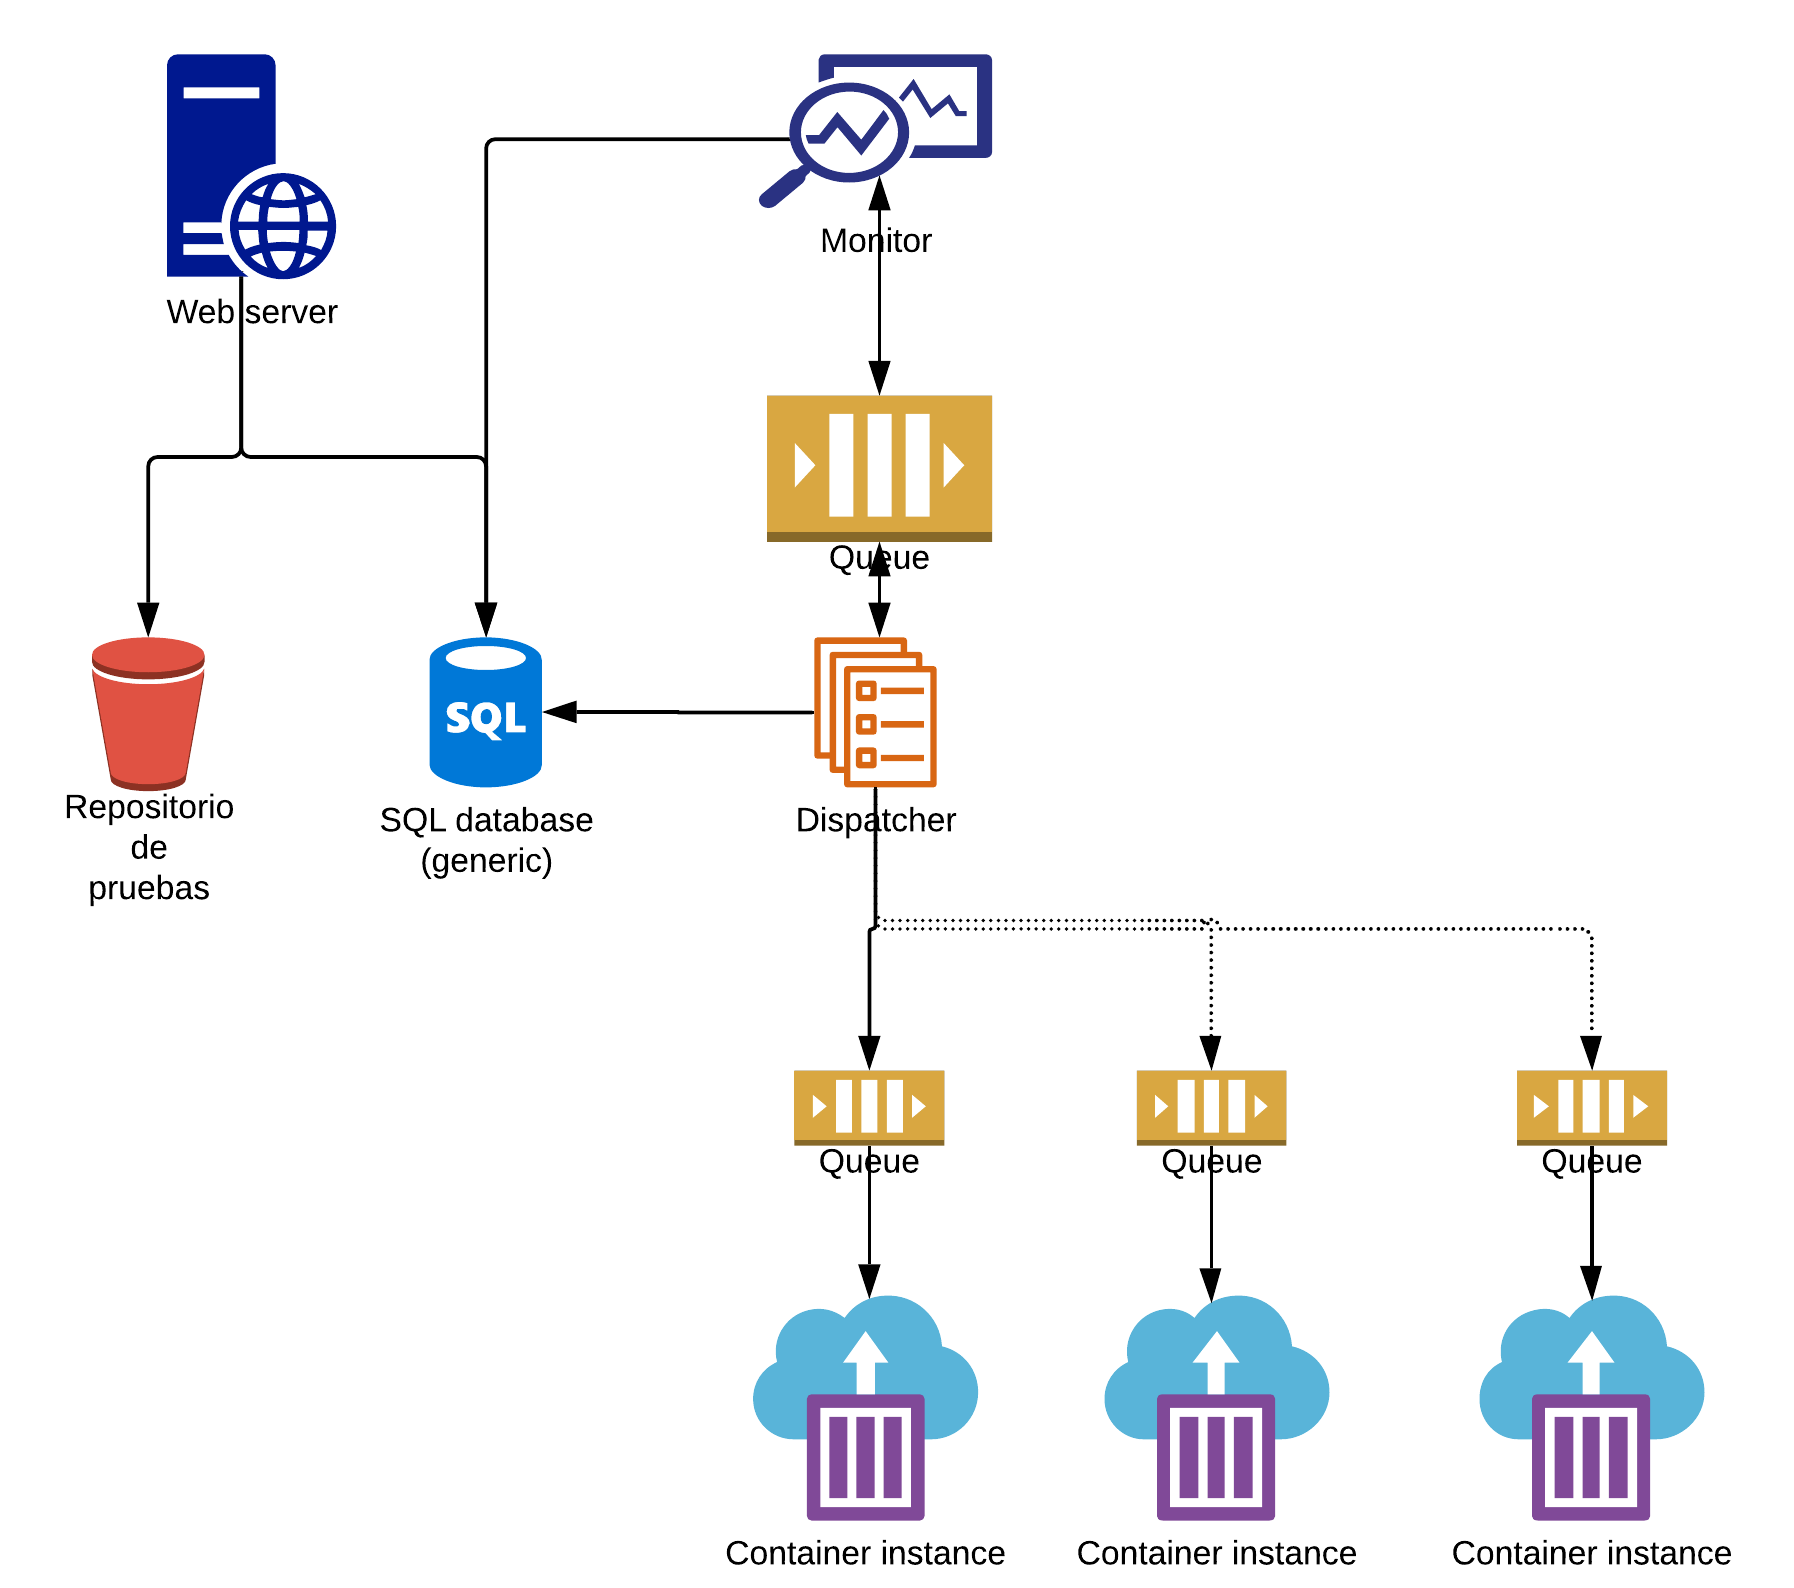 Monitor
Web server
Queue
SQL
Repositorio
de
pruebas
SQL database
(generic)
Dispatcher
Queue
Queue
Queue
Container instance
Container instance
Container instance